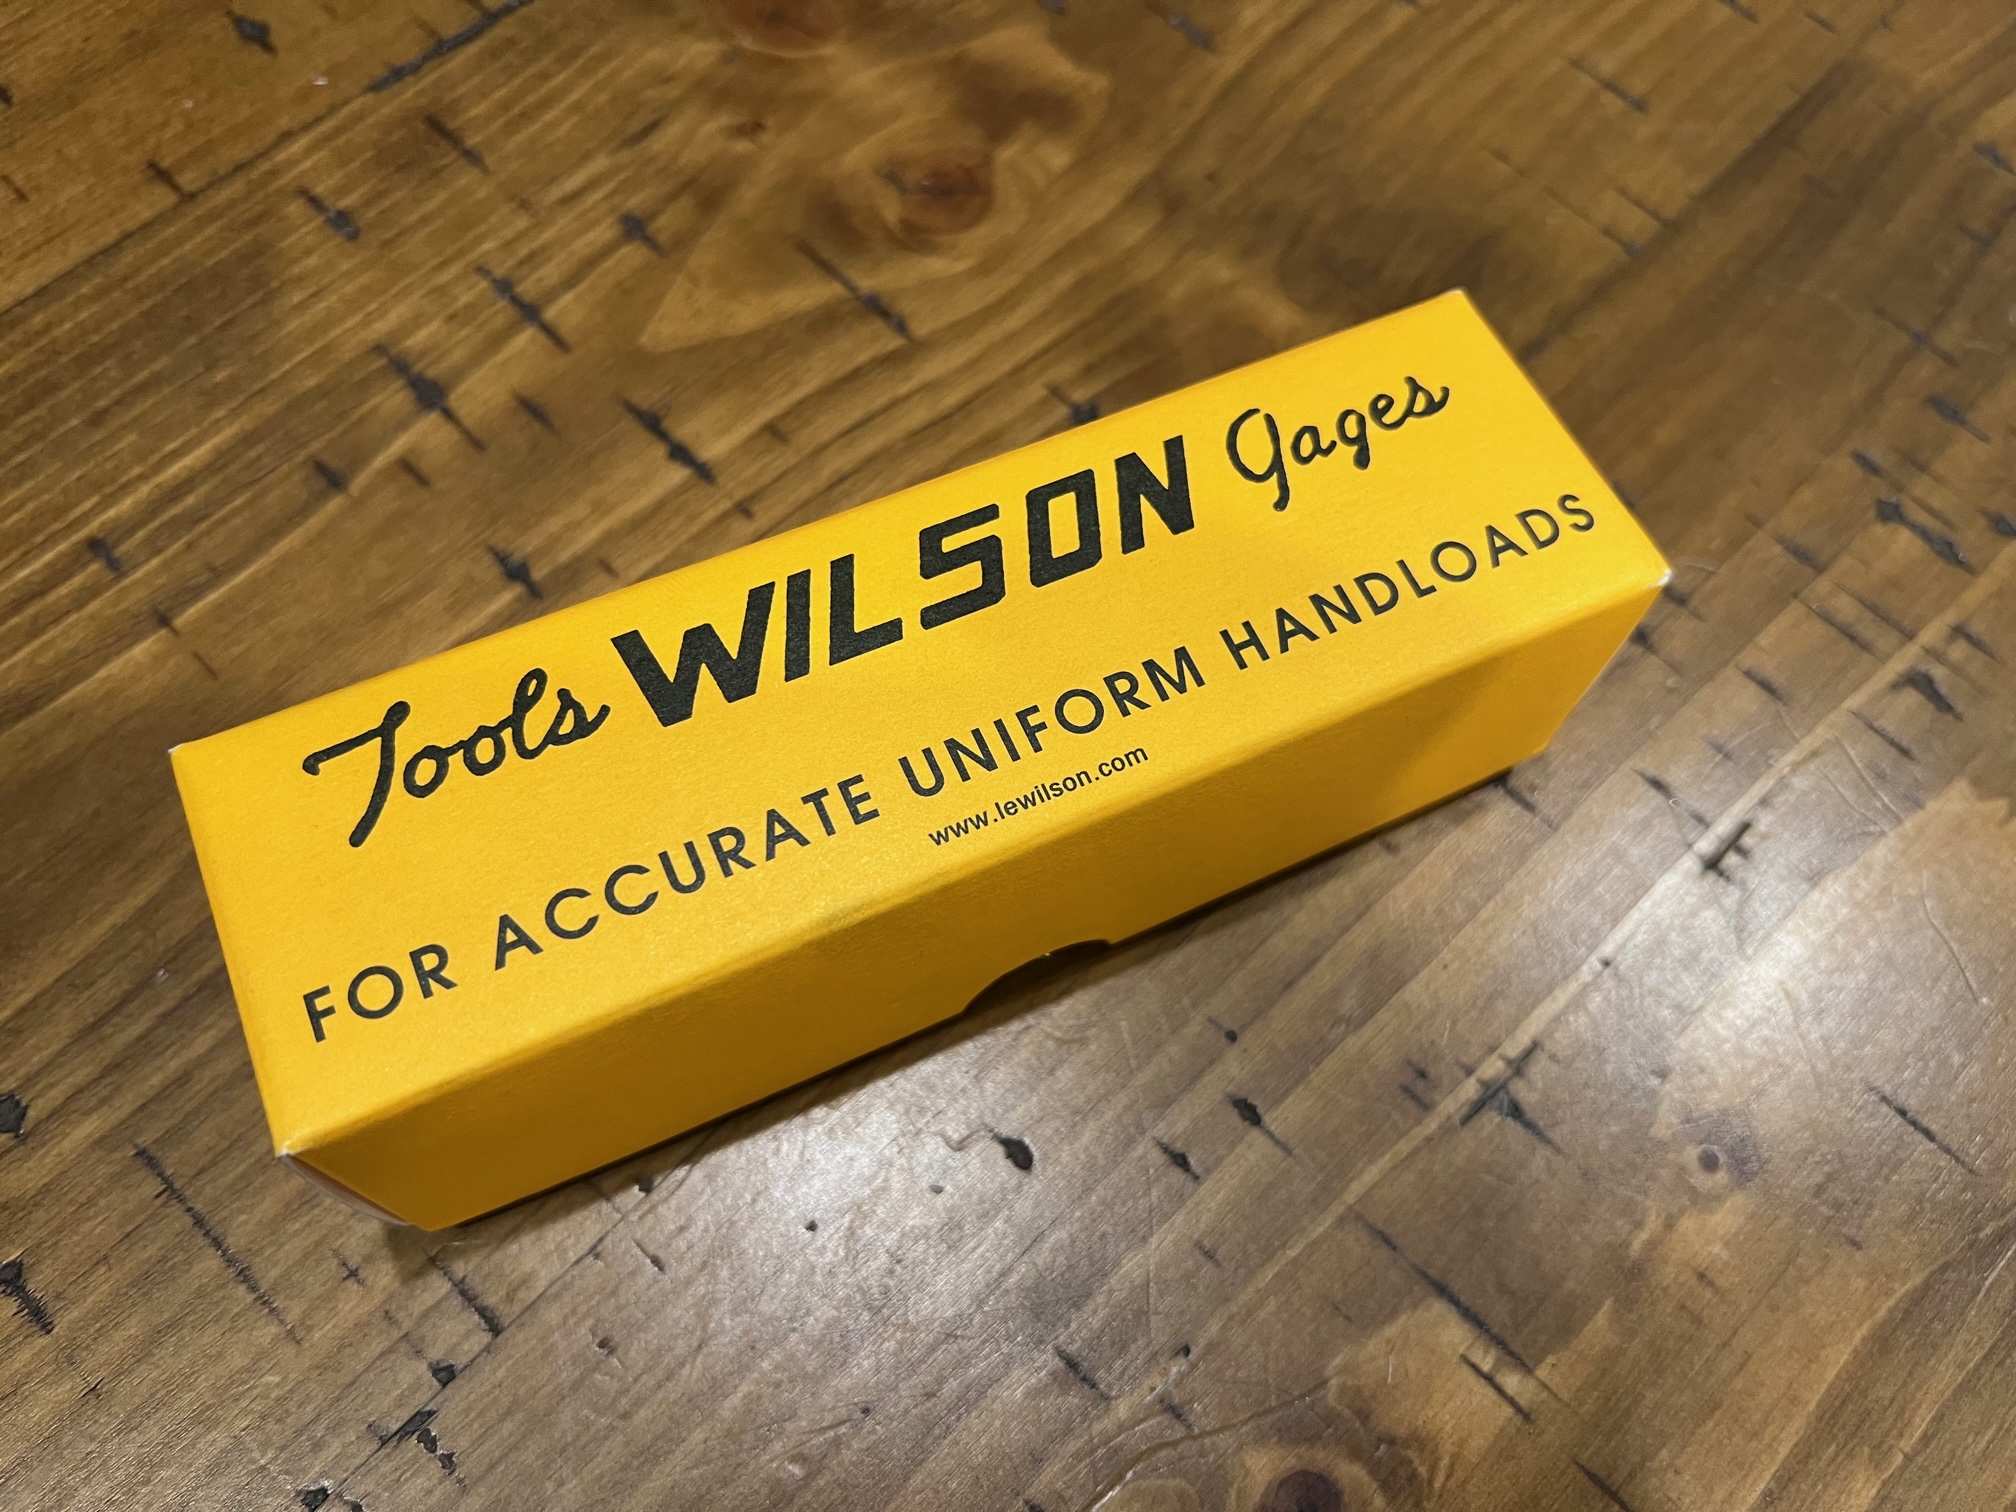 Tools WILSON Gages
FOR ACCURATE UNIFORM HANDLOADS
www.lewilson.com